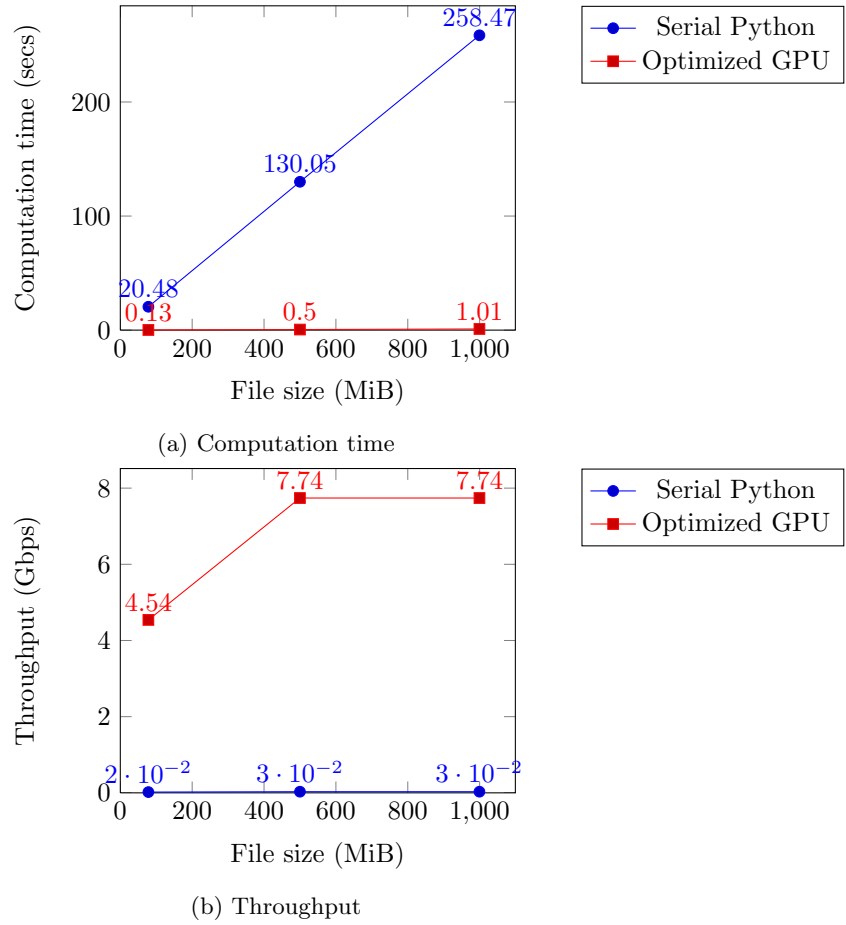 258.47
130.05
20.48
0.13
0.5
1.01
200
100
0
0
200
400
600
800
1,000
Computation time (secs)
File size (MiB)
Serial Python
Optimized GPU
(a) Computation time
7.74
7.74
4.54
2 · 10⁻²
3 · 10⁻²
3 · 10⁻²
8
6
4
2
0
0
200
400
600
800
1,000
Throughput (Gbps)
File size (MiB)
Serial Python
Optimized GPU
(b) Throughput